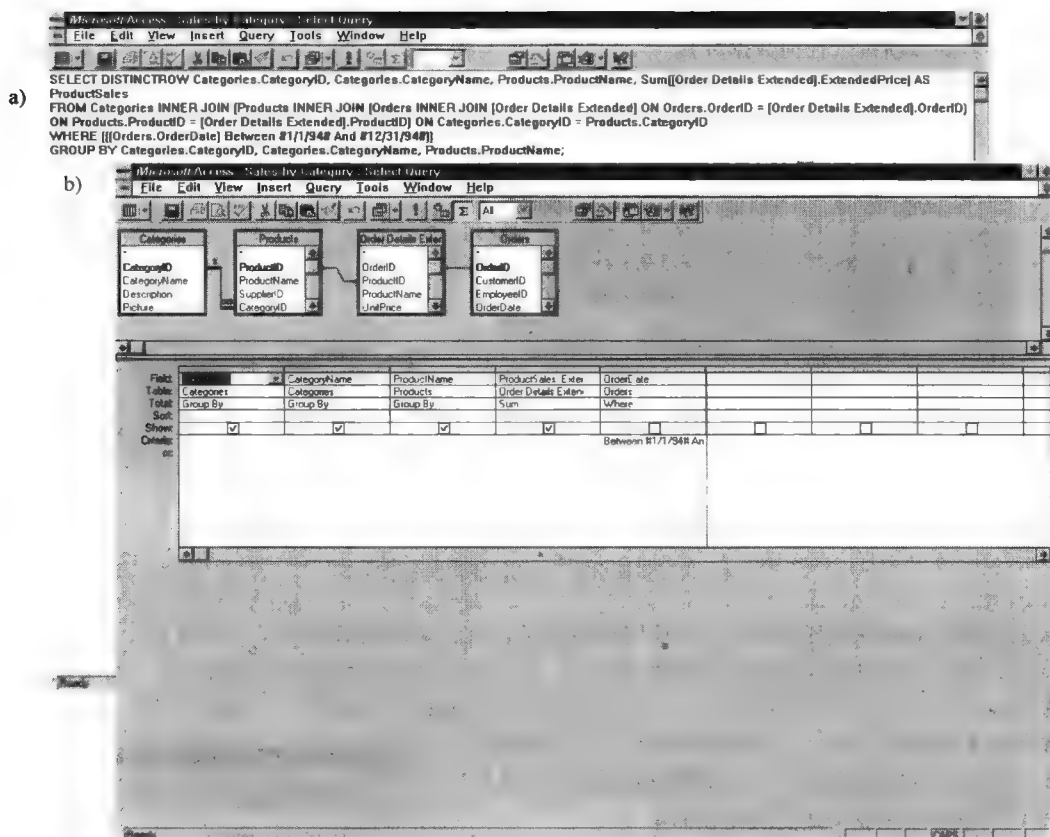 Microsoft Access - Sales by Category : Select Query
File Edit View Insert Query Tools Window Help
a)
SELECT DISTINCTROW Categories.CategoryID, Categories.CategoryName, Products.ProductName, Sum([Order Details Extended].ExtendedPrice) AS
ProductSales
FROM Categories INNER JOIN (Products INNER JOIN (Orders INNER JOIN [Order Details Extended] ON Orders.OrderID = [Order Details Extended].OrderID)
ON Products.ProductID = [Order Details Extended].ProductID) ON Categories.CategoryID = Products.CategoryID
WHERE (((Orders.OrderDate) Between #1/1/94# And #12/31/94#))
GROUP BY Categories.CategoryID, Categories.CategoryName, Products.ProductName;
b)
Microsoft Access - Sales by Category : Select Query
File Edit View Insert Query Tools Window Help
All
Categories Products Order Details Exter Orders
* * * *
CategoryID ProductID OrderID OrderID
CategoryName ProductName ProductID CustomerID
Description SupplierID ProductName EmployeeID
Picture CategoryID UnitPrice OrderDate
Field: CategoryName ProductName ProductSales: Exter OrderDate
Table: Categories Categories Products Order Details Exten Orders
Total: Group By Group By Group By Sum Where
Sort:
Show:
Criteria: Between #1/1/94# An
or:
Ready
Ready CAPS